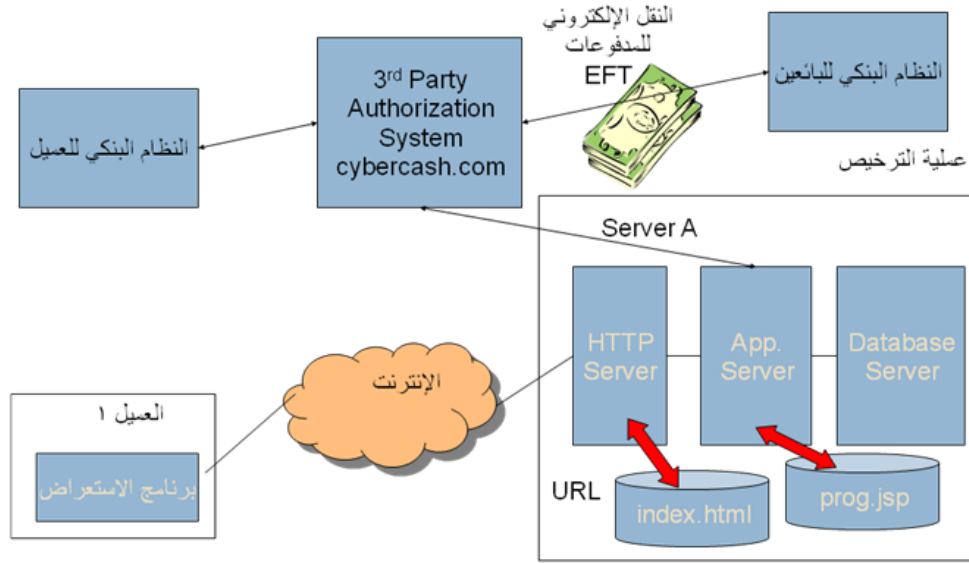 النقل الإلكتروني
للمدفوعات
EFT
النظام البنكي للبائعين
3rd Party
Authorization
System
cybercash.com
النظام البنكي للعميل
عملية الترخيص
Server A
HTTP
Server
App.
Server
Database
Server
الإنترنت
العميل ١
برنامج الاستعراض
URL
index.html
prog.jsp